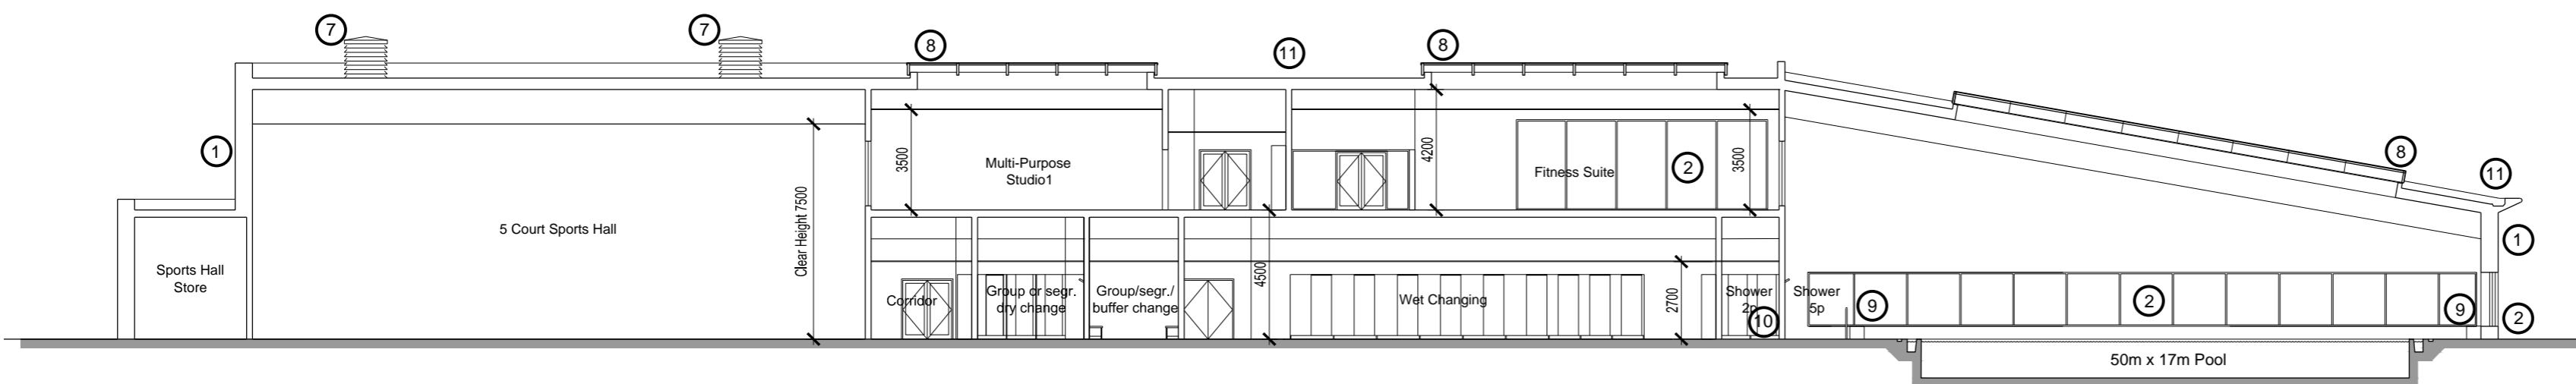 7
7
8
11
8
1
3500
Multi-Purpose
Studio1
4200
Fitness Suite
2
3500
8
11
Clear Height 7500
5 Court Sports Hall
1
Sports Hall
Store
Corridor
Group or segr.
dry change
Group/segr./
buffer change
4500
Wet Changing
2700
Shower
2p
10
Shower
5p
9
2
9
2
50m x 17m Pool